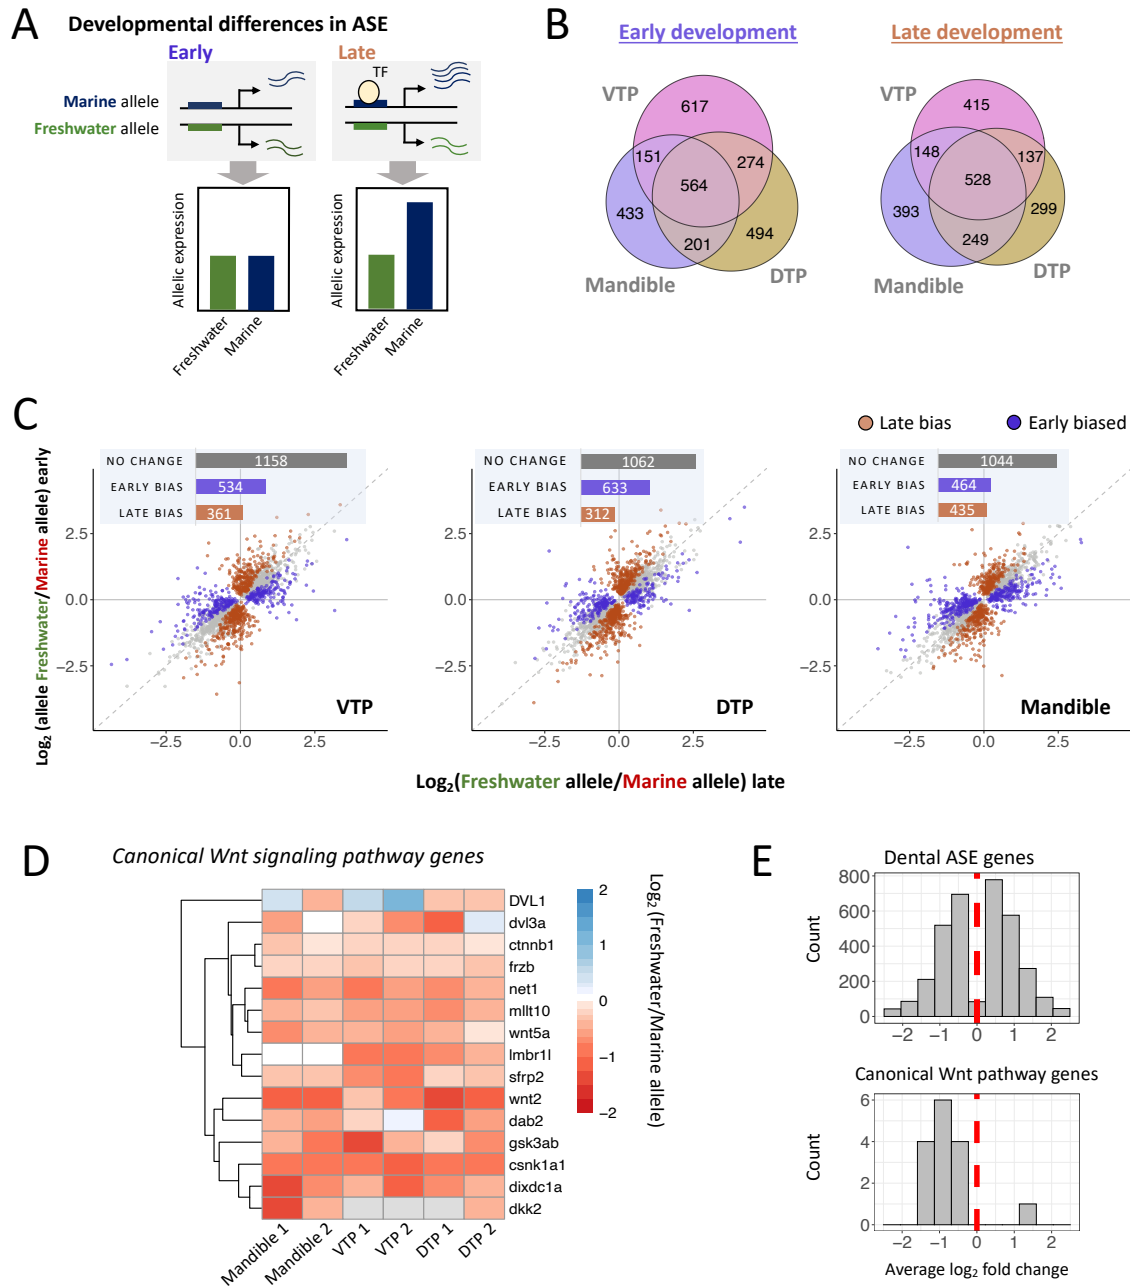 A
Developmental differences in ASE
Early
Late
TF
Marine allele
Freshwater allele
Allelic expression
Freshwater
Marine
Allelic expression
Freshwater
Marine
B
Early development
VTP
617
151
274
564
433
201
494
Mandible
DTP
Late development
VTP
415
148
137
528
393
249
299
Mandible
DTP
C
Late bias
Early biased
Log2 (allele Freshwater/Marine allele) early
NO CHANGE 1158
EARLY BIAS 534
LATE BIAS 361
2.5
0.0
−2.5
VTP
−2.5 0.0 2.5
NO CHANGE 1062
EARLY BIAS 633
LATE BIAS 312
2.5
0.0
−2.5
DTP
−2.5 0.0 2.5
NO CHANGE 1044
EARLY BIAS 464
LATE BIAS 435
2.5
0.0
−2.5
Mandible
−2.5 0.0 2.5
Log2(Freshwater allele/Marine allele) late
D
Canonical Wnt signaling pathway genes
DVL1
dvl3a
ctnnb1
frzb
net1
mllt10
wnt5a
lmbr1l
sfrp2
wnt2
dab2
gsk3ab
csnk1a1
dixdc1a
dkk2
Mandible 1
Mandible 2
VTP 1
VTP 2
DTP 1
DTP 2
2
1
0
−1
−2
Log2 (Freshwater/Marine allele)
E
Dental ASE genes
Count
800
600
400
200
0
−2 −1 0 1 2
Canonical Wnt pathway genes
Count
6
4
2
0
−2 −1 0 1 2
Average log2 fold change